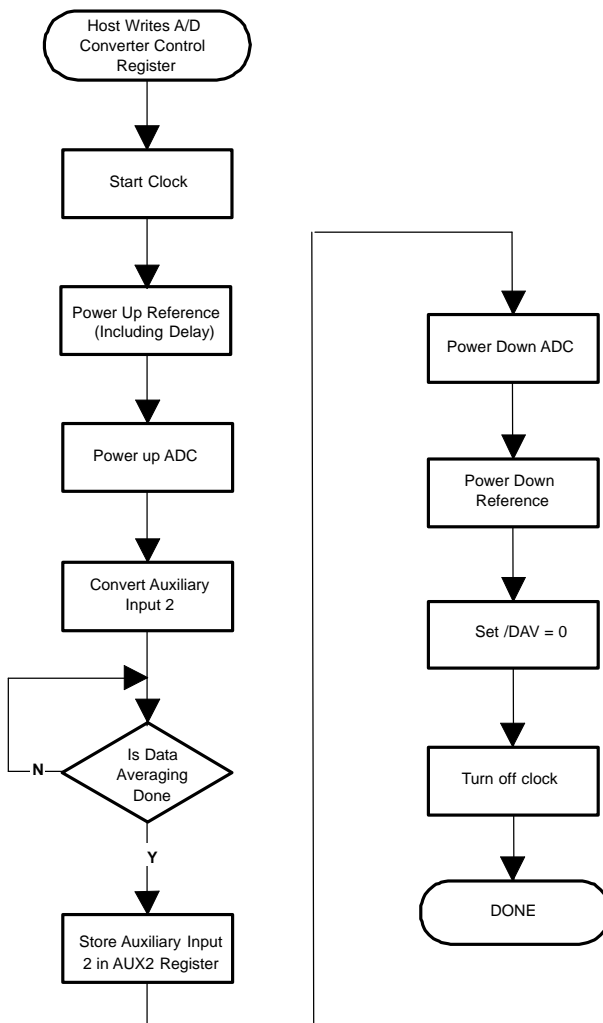 Host Writes A/D
Converter Control
Register
Start Clock
Power Up Reference
(Including Delay)
Power up ADC
Convert Auxiliary
Input 2
Is Data
Averaging
Done
N
Y
Store Auxiliary Input
2 in AUX2 Register
Power Down ADC
Power Down
Reference
Set /DAV = 0
Turn off clock
DONE